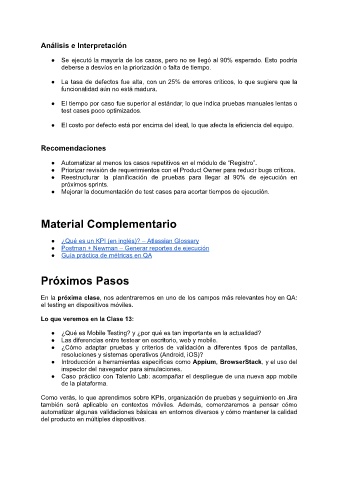 Análisis e Interpretación
● Se ejecutó la mayoría de los casos, pero no se llegó al 90% esperado. Esto podría
deberse a desvíos en la priorización o falta de tiempo.
● La tasa de defectos fue alta, con un 25% de errores críticos, lo que sugiere que la
funcionalidad aún no está madura.
● El tiempo por caso fue superior al estándar, lo que indica pruebas manuales lentas o
test cases poco optimizados.
● El costo por defecto está por encima del ideal, lo que afecta la eficiencia del equipo.
Recomendaciones
● Automatizar al menos los casos repetitivos en el módulo de “Registro”.
● Priorizar revisión de requerimientos con el Product Owner para reducir bugs críticos.
● Reestructurar la planificación de pruebas para llegar al 90% de ejecución en
próximos sprints.
● Mejorar la documentación de test cases para acortar tiempos de ejecución.
Material Complementario
● ¿Qué es un KPI (en inglés)? – Atlassian Glossary
● Postman + Newman – Generar reportes de ejecución
● Guía práctica de métricas en QA
Próximos Pasos
En la próxima clase, nos adentraremos en uno de los campos más relevantes hoy en QA:
el testing en dispositivos móviles.
Lo que veremos en la Clase 13:
● ¿Qué es Mobile Testing? y ¿por qué es tan importante en la actualidad?
● Las diferencias entre testear en escritorio, web y mobile.
● ¿Cómo adaptar pruebas y criterios de validación a diferentes tipos de pantallas,
resoluciones y sistemas operativos (Android, iOS)?
● Introducción a herramientas específicas como Appium, BrowserStack, y el uso del
inspector del navegador para simulaciones.
● Caso práctico con Talento Lab: acompañar el despliegue de una nueva app mobile
de la plataforma.
Como verás, lo que aprendimos sobre KPIs, organización de pruebas y seguimiento en Jira
también será aplicable en contextos móviles. Además, comenzaremos a pensar cómo
automatizar algunas validaciones básicas en entornos diversos y cómo mantener la calidad
del producto en múltiples dispositivos.